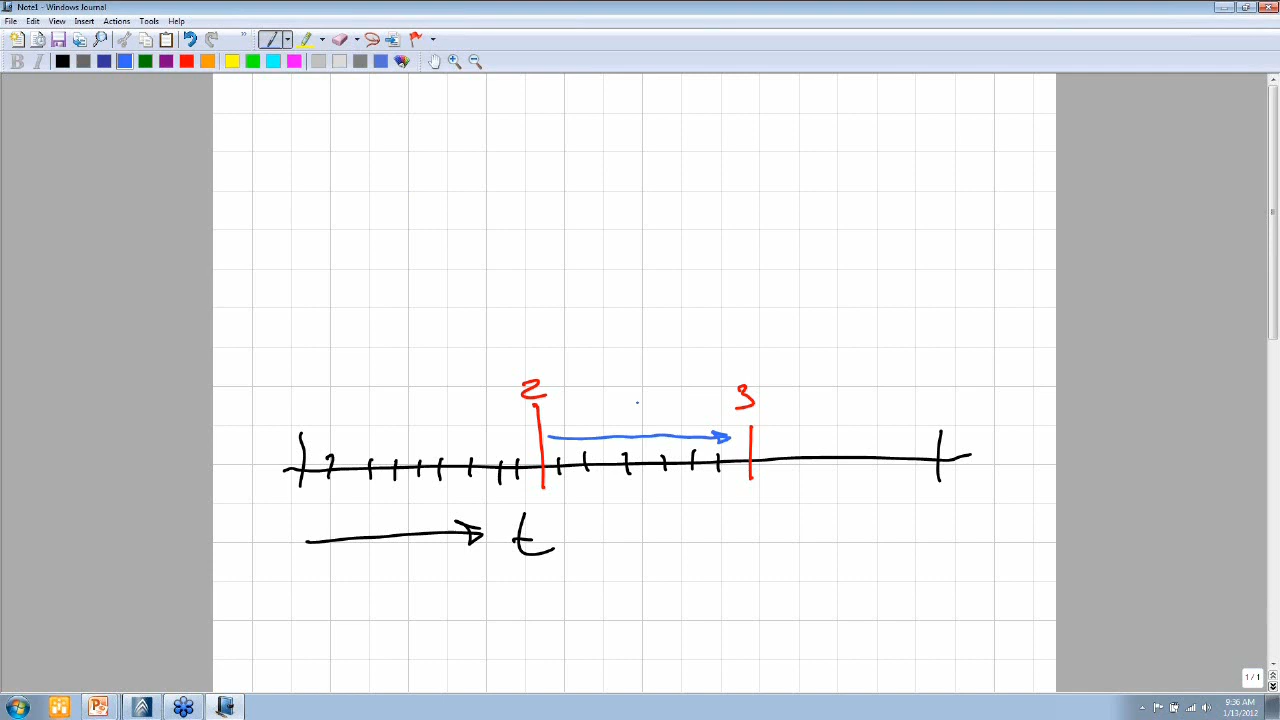 Note1 - Windows Journal
File Edit View Insert Actions Tools Help
B I
2 3
t
1 / 1
9:36 AM
1/13/2012